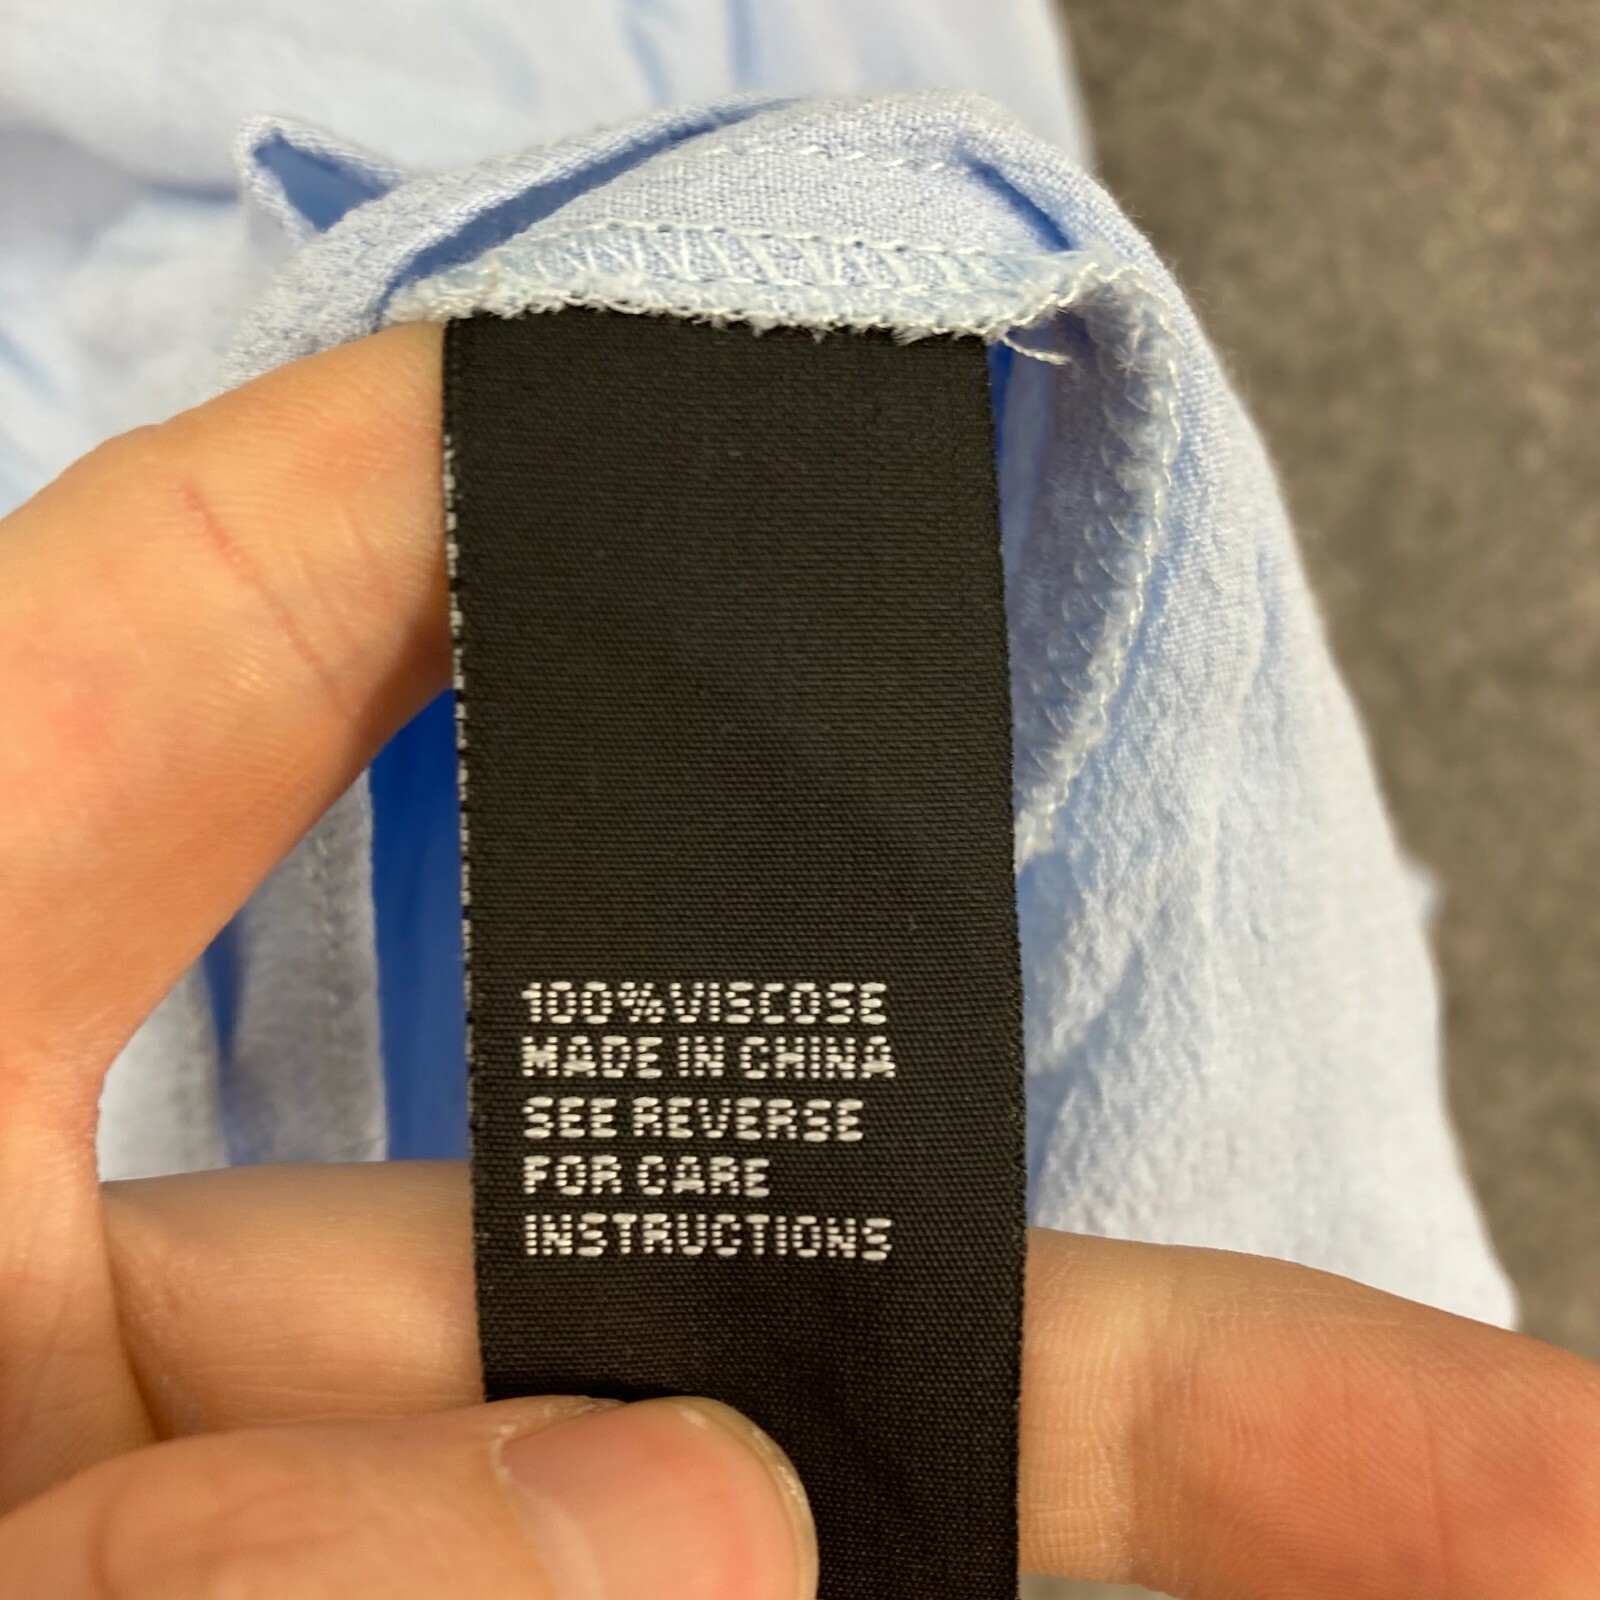 100% VISCOSE
MADE IN CHINA
SEE REVERSE
FOR CARE
INSTRUCTIONS